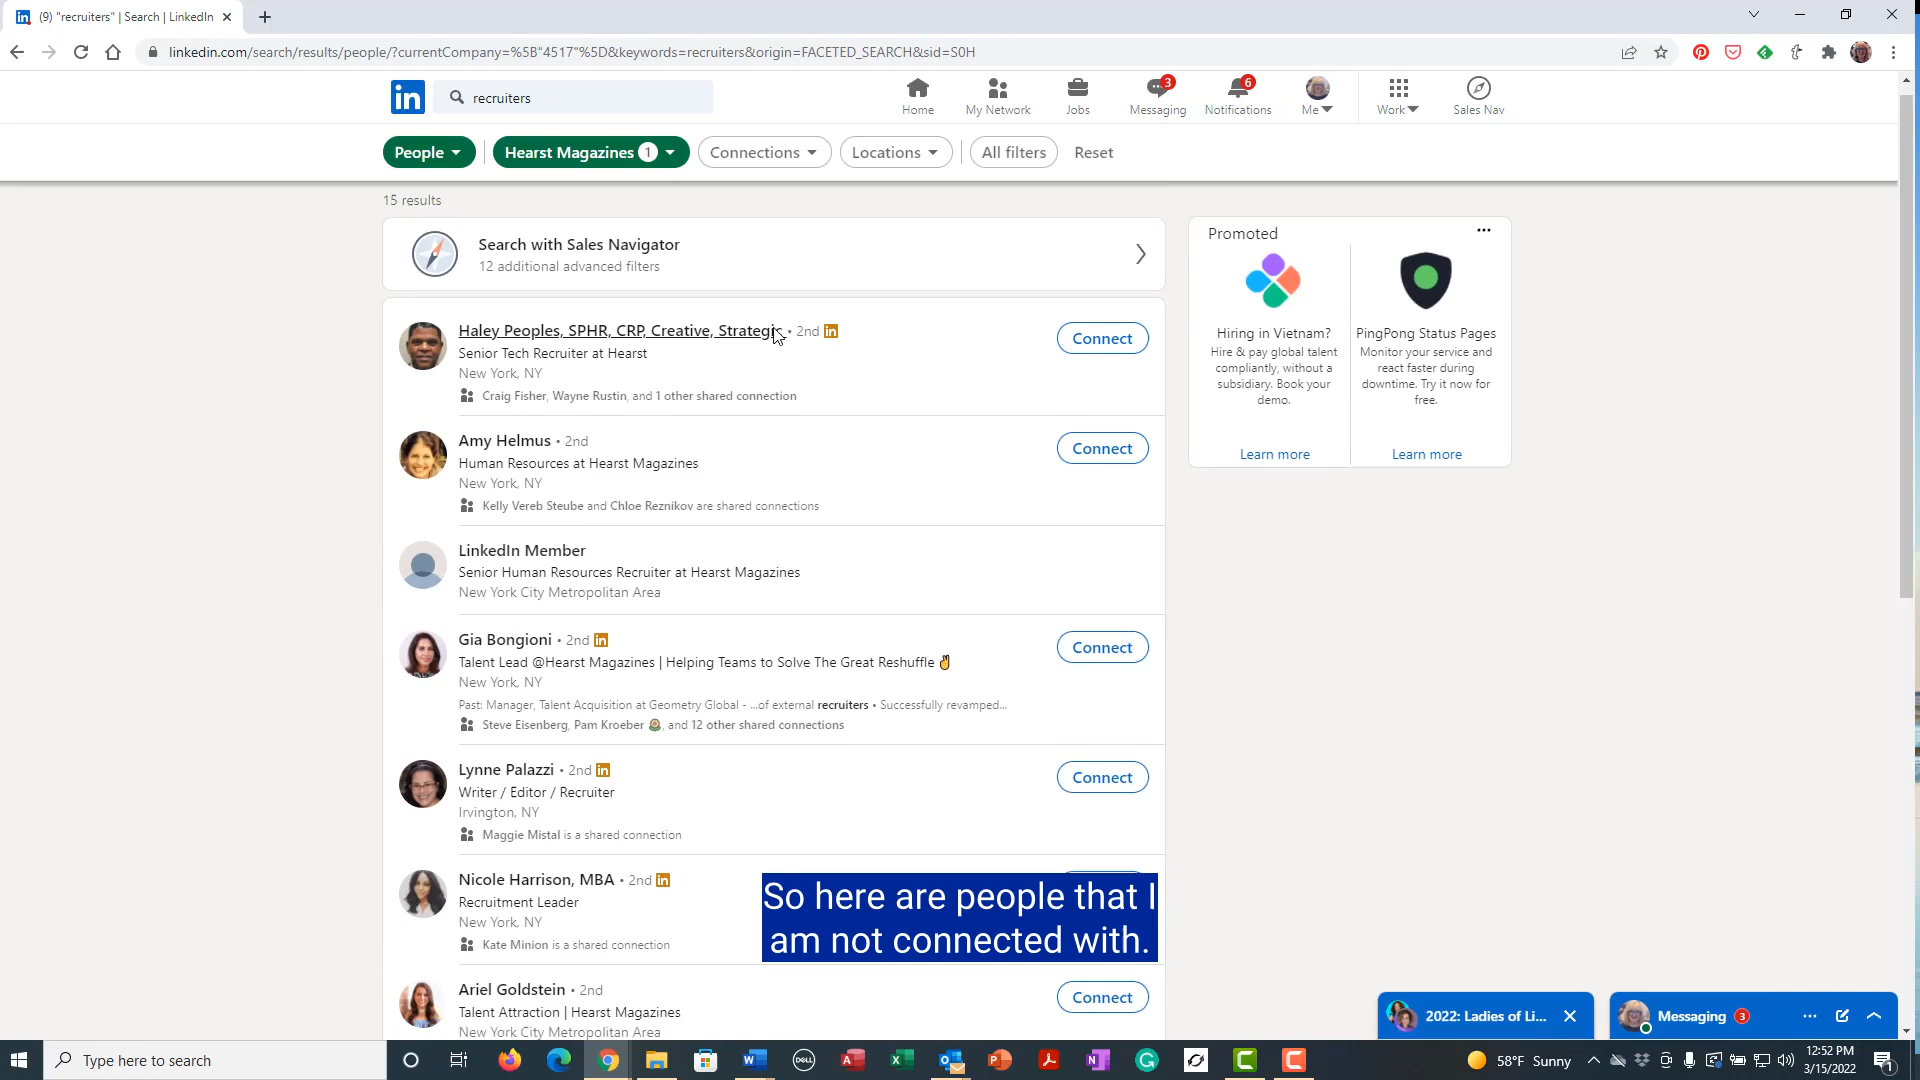 (9) "recruiters" | Search | LinkedIn
linkedin.com/search/results/people/?currentCompany=%5B"4517"%5D&keywords=recruiters&origin=FACETED_SEARCH&sid=S0H
in
recruiters
Home
My Network
Jobs
3
Messaging
6
Notifications
Me
Work
Sales Nav
People
Hearst Magazines 1
Connections
Locations
All filters
Reset
15 results
Search with Sales Navigator
12 additional advanced filters
Haley Peoples, SPHR, CRP, Creative, Strategic • 2nd in
Senior Tech Recruiter at Hearst
New York, NY
Craig Fisher, Wayne Rustin, and 1 other shared connection
Connect
Amy Helmus • 2nd
Human Resources at Hearst Magazines
New York, NY
Kelly Vereb Steube and Chloe Reznikov are shared connections
Connect
LinkedIn Member
Senior Human Resources Recruiter at Hearst Magazines
New York City Metropolitan Area
Gia Bongioni • 2nd in
Talent Lead @Hearst Magazines | Helping Teams to Solve The Great Reshuffle ✌
New York, NY
Past: Manager, Talent Acquisition at Geometry Global - ...of external recruiters • Successfully revamped...
Steve Eisenberg, Pam Kroeber, and 12 other shared connections
Connect
Lynne Palazzi • 2nd in
Writer / Editor / Recruiter
Irvington, NY
Maggie Mistal is a shared connection
Connect
Nicole Harrison, MBA • 2nd in
Recruitment Leader
New York, NY
Kate Minion is a shared connection
So here are people that I
am not connected with.
Ariel Goldstein • 2nd
Talent Attraction | Hearst Magazines
New York City Metropolitan Area
Connect
Promoted
Hiring in Vietnam?
Hire & pay global talent
compliantly, without a
subsidiary. Book your
demo.
Learn more
PingPong Status Pages
Monitor your service and
react faster during
downtime. Try it now for
free.
Learn more
2022: Ladies of Li...
Messaging 3
Type here to search
DELL
58°F Sunny
12:52 PM
3/15/2022
1